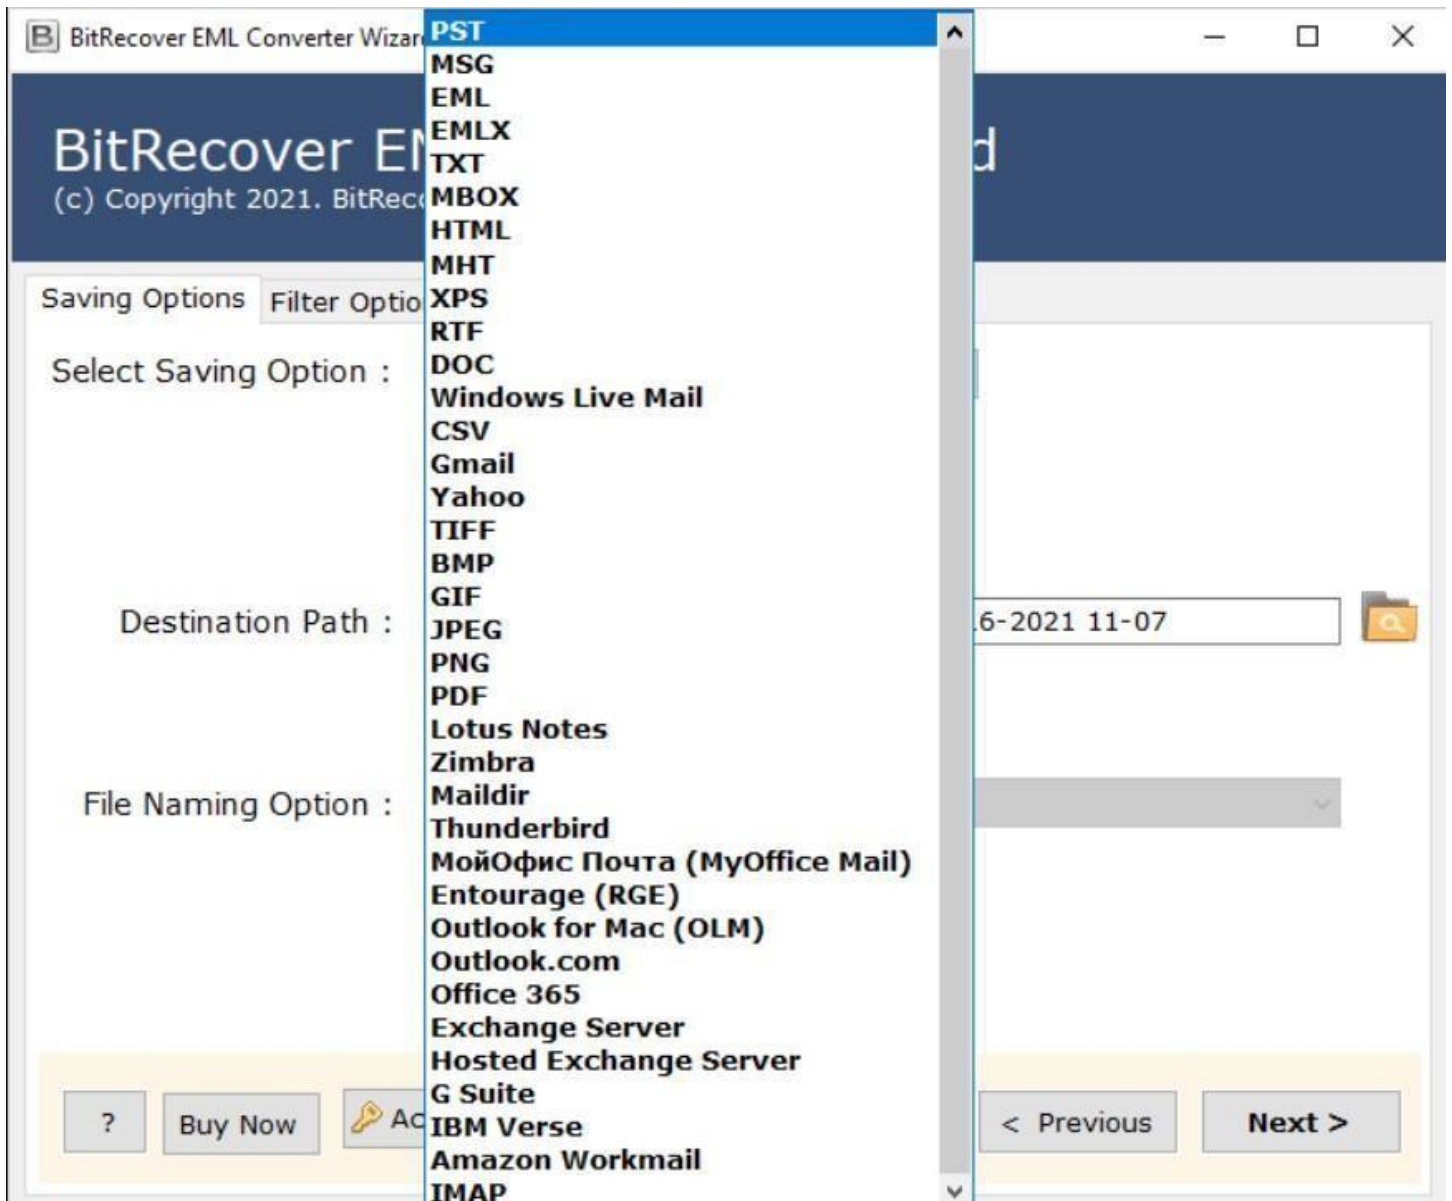 BitRecover EML Converter Wizar
BitRecover E
d
(c) Copyright 2021. BitRec
Saving Options
Filter Optio
Select Saving Option :
PST
MSG
EML
EMLX
TXT
MBOX
HTML
MHT
XPS
RTF
DOC
Windows Live Mail
CSV
Gmail
Yahoo
TIFF
BMP
GIF
JPEG
PNG
PDF
Lotus Notes
Zimbra
Maildir
Thunderbird
МойОфис Почта (MyOffice Mail)
Entourage (RGE)
Outlook for Mac (OLM)
Outlook.com
Office 365
Exchange Server
Hosted Exchange Server
G Suite
IBM Verse
Amazon Workmail
IMAP
Destination Path :
6-2021 11-07
File Naming Option :
?
Buy Now
Ac
< Previous
Next >